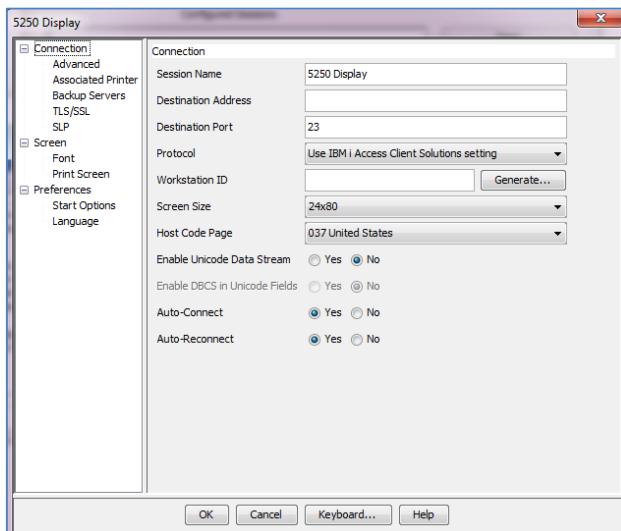 Configured Sessions
5250 Display
Connection
Advanced
Associated Printer
Backup Servers
TLS/SSL
SLP
Screen
Font
Print Screen
Preferences
Start Options
Language
Connection
Session Name 5250 Display
Destination Address
Destination Port 23
Protocol Use IBM i Access Client Solutions setting
Workstation ID Generate...
Screen Size 24x80
Host Code Page 037 United States
Enable Unicode Data Stream Yes No
Enable DBCS in Unicode Fields Yes No
Auto-Connect Yes No
Auto-Reconnect Yes No
OK Cancel Keyboard... Help